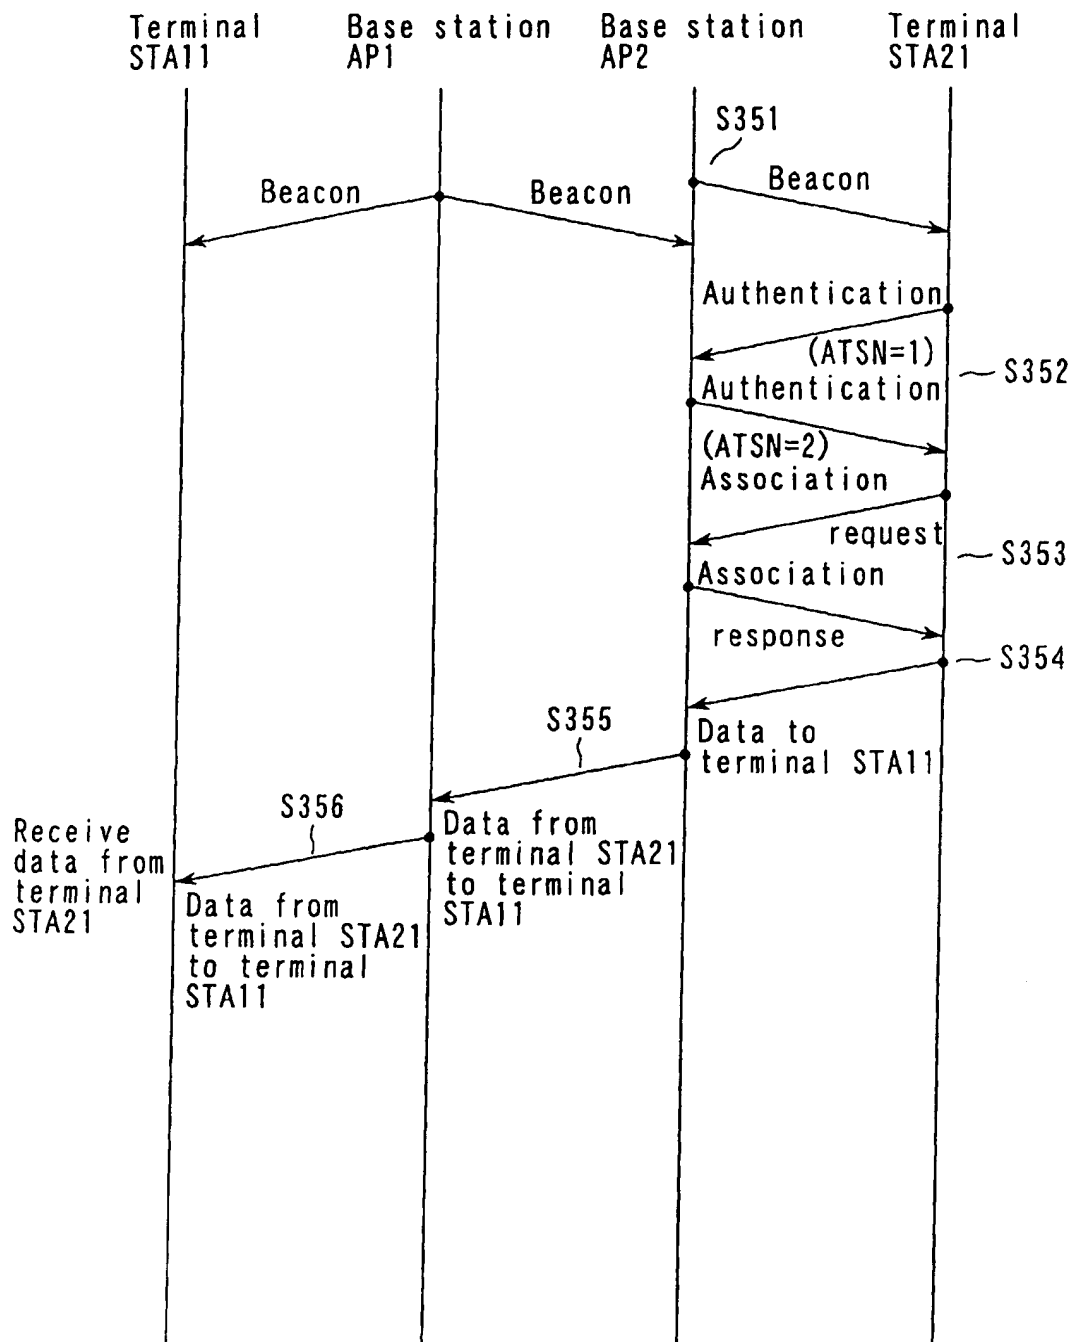 Terminal
STA11
Base station
AP1
Base station
AP2
Terminal
STA21
S351
Beacon
Beacon
Beacon
Authentication
(ATSN=1)
S352
Authentication
(ATSN=2)
Association
request
S353
Association
response
S354
Data to
terminal STA11
S355
Data from
terminal STA21
to terminal
STA11
S356
Receive
data from
terminal
STA21
Data from
terminal STA21
to terminal
STA11